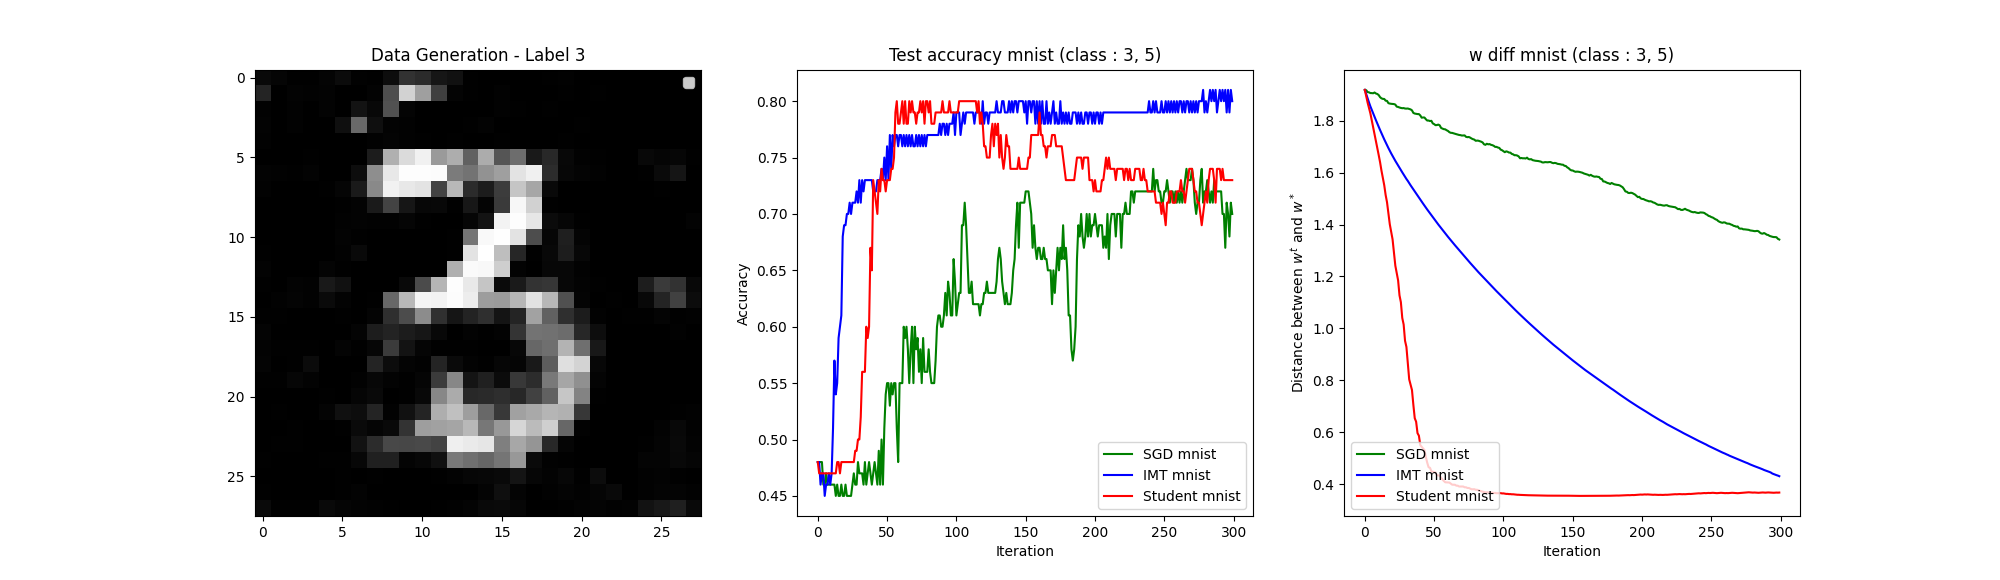 Data Generation - Label 3
0
5
10
15
20
25
0 5 10 15 20 25
Test accuracy mnist (class : 3, 5)
Accuracy
0.80
0.75
0.70
0.65
0.60
0.55
0.50
0.45
0 50 100 150 200 250 300
Iteration
SGD mnist
IMT mnist
Student mnist
w diff mnist (class : 3, 5)
Distance between w^t and w^*
1.8
1.6
1.4
1.2
1.0
0.8
0.6
0.4
0 50 100 150 200 250 300
Iteration
SGD mnist
IMT mnist
Student mnist